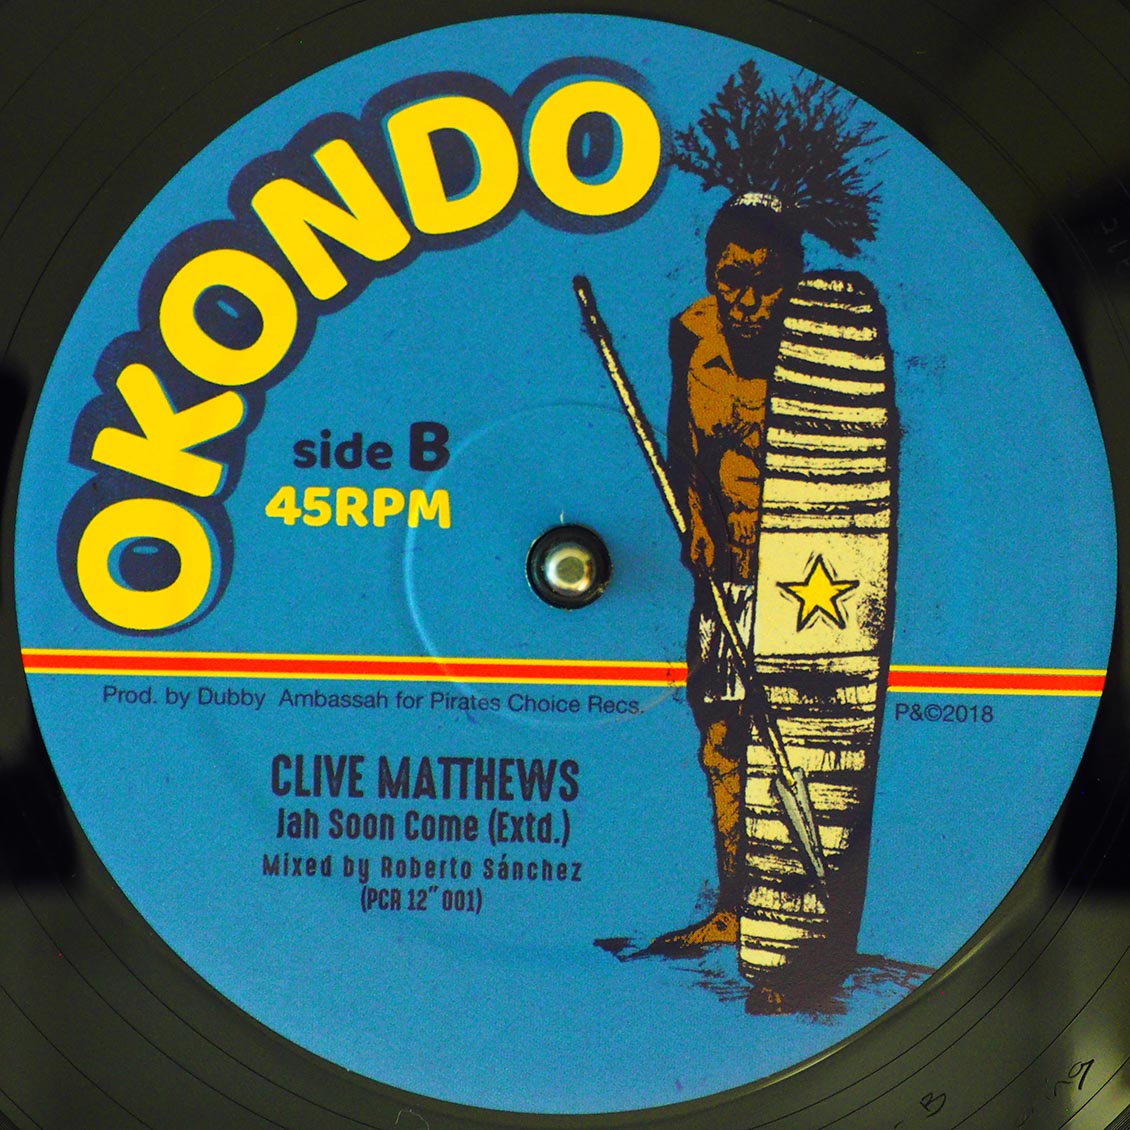 OKONDO
side B
45RPM
Prod. by Dubby Ambassah for Pirates Choice Recs.
P&©2018
CLIVE MATTHEWS
Jah Soon Come (Extd.)
Mixed by Roberto Sánchez
(PCR 12" 001)
B